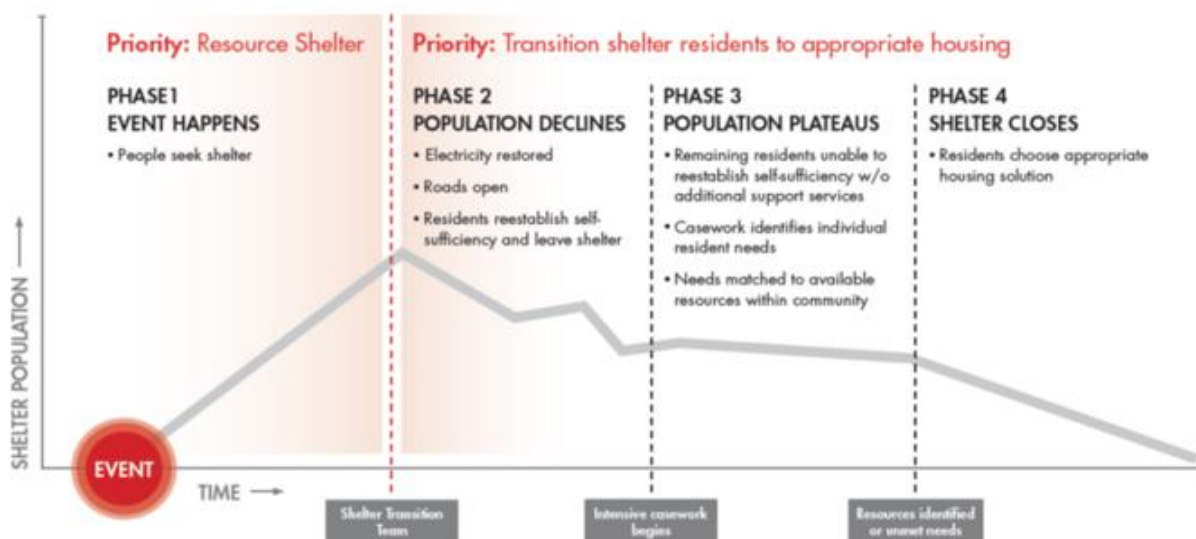 Priority: Resource Shelter
Priority: Transition shelter residents to appropriate housing
PHASE1
EVENT HAPPENS
• People seek shelter
PHASE 2
POPULATION DECLINES
• Electricity restored
• Roads open
• Residents reestablish self-
sufficiency and leave shelter
PHASE 3
POPULATION PLATEAUS
• Remaining residents unable to
reestablish self-sufficiency w/o
additional support services
• Casework identifies individual
resident needs
• Needs matched to available
resources within community
PHASE 4
SHELTER CLOSES
• Residents choose appropriate
housing solution
SHELTER POPULATION
EVENT
TIME
Shelter Transition
Team
Intensive casework
begins
Resources identified
or unmet needs